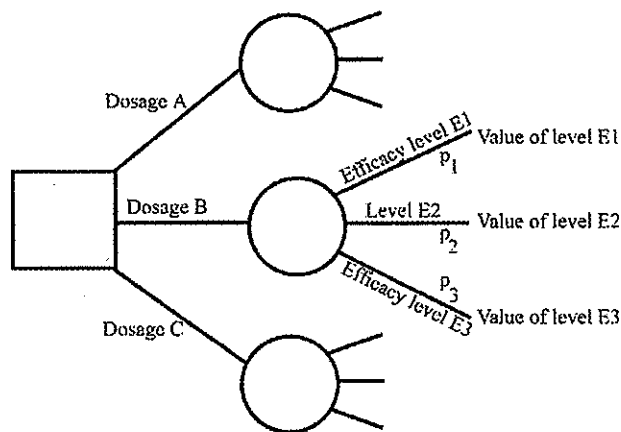 Dosage A
Efficacy level E1
Value of level E1
p1
Dosage B
Level E2
Value of level E2
p2
p3
Efficacy level E3
Value of level E3
Dosage C